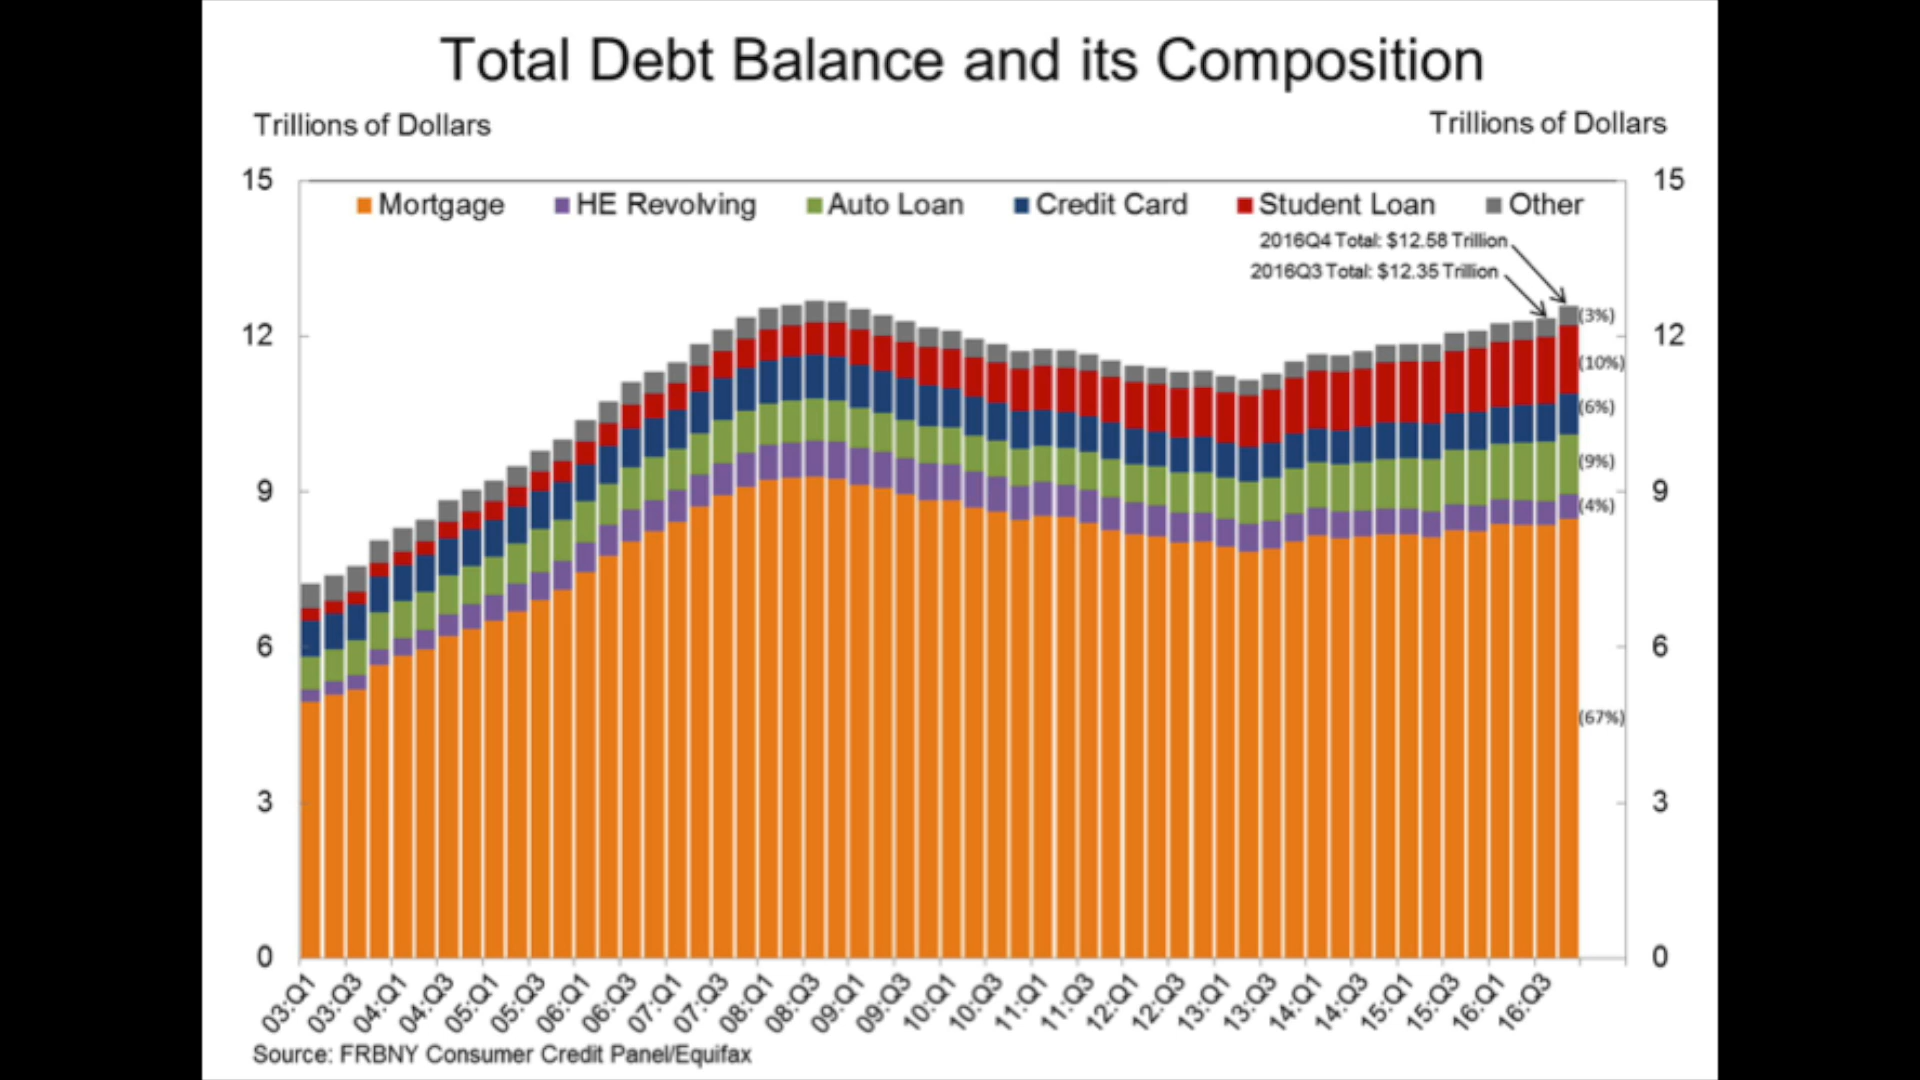 Total Debt Balance and its Composition
Trillions of Dollars
Trillions of Dollars
15
15
Mortgage HE Revolving Auto Loan Credit Card Student Loan Other
2016Q4 Total: $12.58 Trillion
2016Q3 Total: $12.35 Trillion
(3%)
12
12
(10%)
(6%)
(9%)
9
9
(4%)
6
6
(67%)
3
3
0
0
03:Q1 03:Q3 04:Q1 04:Q3 05:Q1 05:Q3 06:Q1 06:Q3 07:Q1 07:Q3 08:Q1 08:Q3 09:Q1 09:Q3 10:Q1 10:Q3 11:Q1 11:Q3 12:Q1 12:Q3 13:Q1 13:Q3 14:Q1 14:Q3 15:Q1 15:Q3 16:Q1 16:Q3
Source: FRBNY Consumer Credit Panel/Equifax